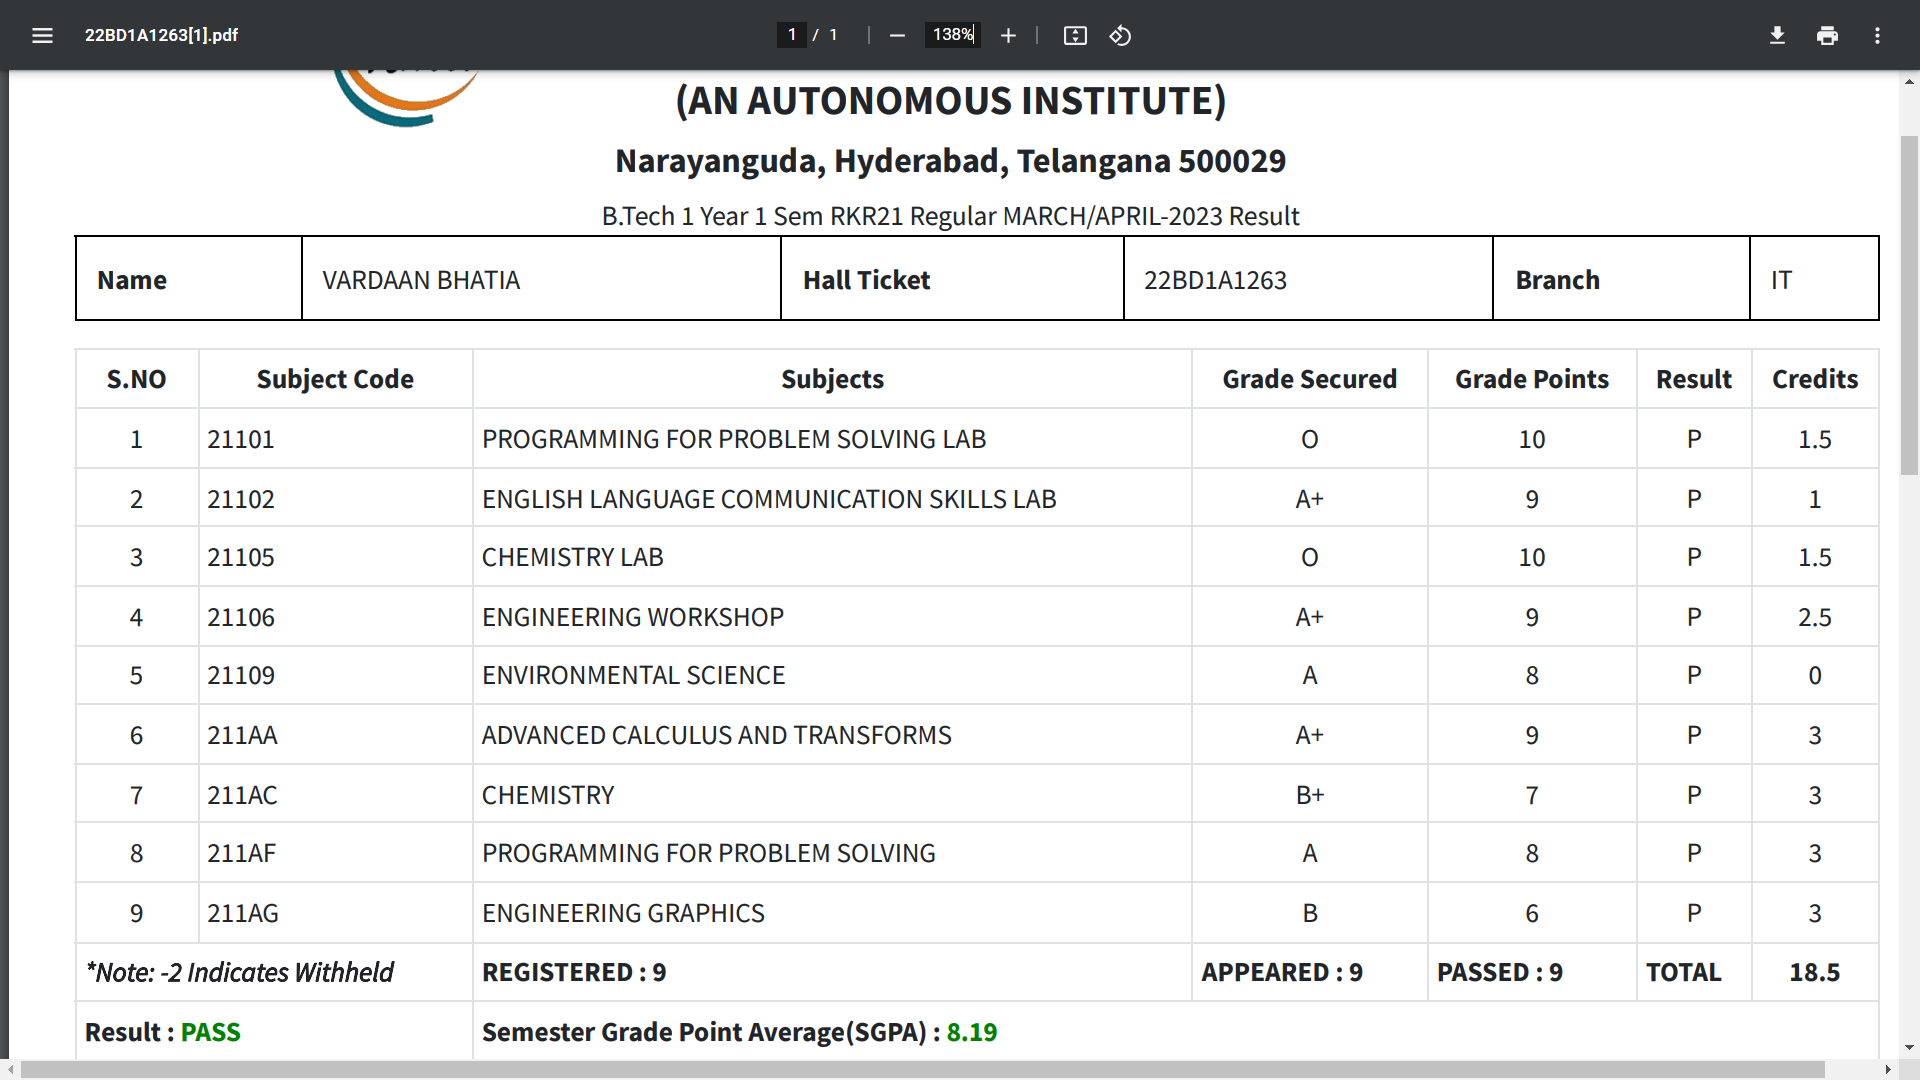 22BD1A1263[1].pdf
1 / 1
138%
(AN AUTONOMOUS INSTITUTE)
Narayanguda, Hyderabad, Telangana 500029
B.Tech 1 Year 1 Sem RKR21 Regular MARCH/APRIL-2023 Result
Name VARDAAN BHATIA Hall Ticket 22BD1A1263 Branch IT
S.NO Subject Code Subjects Grade Secured Grade Points Result Credits
1 21101 PROGRAMMING FOR PROBLEM SOLVING LAB O 10 P 1.5
2 21102 ENGLISH LANGUAGE COMMUNICATION SKILLS LAB A+ 9 P 1
3 21105 CHEMISTRY LAB O 10 P 1.5
4 21106 ENGINEERING WORKSHOP A+ 9 P 2.5
5 21109 ENVIRONMENTAL SCIENCE A 8 P 0
6 211AA ADVANCED CALCULUS AND TRANSFORMS A+ 9 P 3
7 211AC CHEMISTRY B+ 7 P 3
8 211AF PROGRAMMING FOR PROBLEM SOLVING A 8 P 3
9 211AG ENGINEERING GRAPHICS B 6 P 3
*Note: -2 Indicates Withheld REGISTERED : 9 APPEARED : 9 PASSED : 9 TOTAL 18.5
Result : PASS Semester Grade Point Average(SGPA) : 8.19